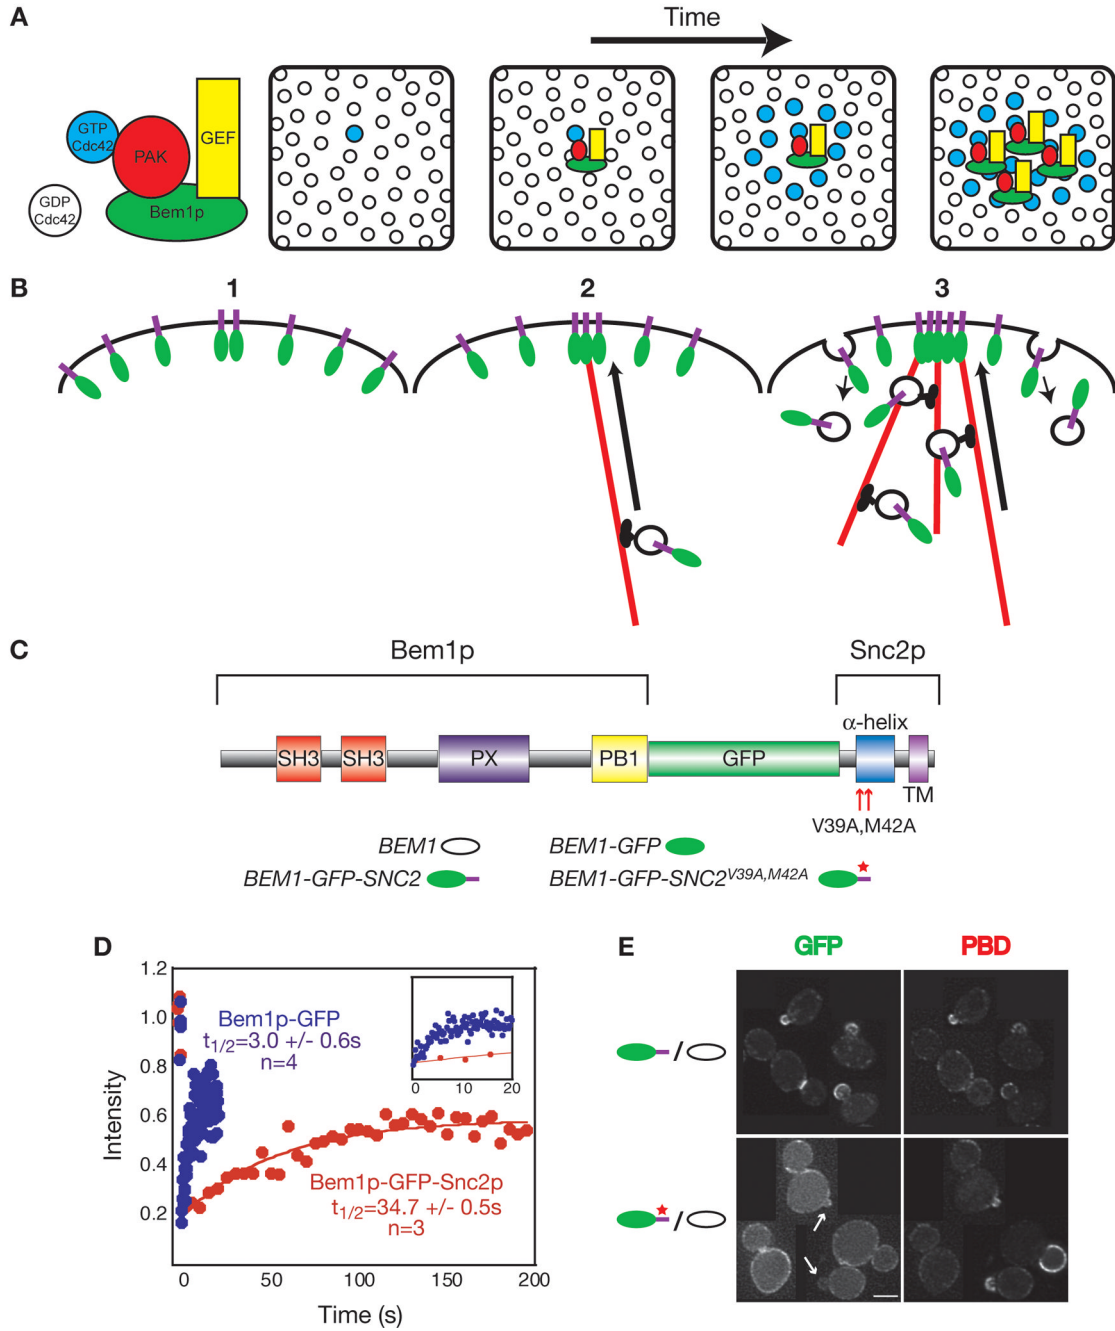 A
Time
GTP
Cdc42
PAK
GEF
GDP
Cdc42
Bem1p
B
1
2
3
C
Bem1p
Snc2p
α-helix
SH3
SH3
PX
PB1
GFP
TM
V39A,M42A
BEM1
BEM1-GFP
BEM1-GFP-SNC2
BEM1-GFP-SNC2V39A,M42A
D
1.2
1.0
0.8
0.6
0.4
0.2
Intensity
Bem1p-GFP
t1/2=3.0 +/- 0.6s
n=4
0 10 20
Bem1p-GFP-Snc2p
t1/2=34.7 +/- 0.5s
n=3
0 50 100 150 200
Time (s)
E
GFP
PBD
/
/